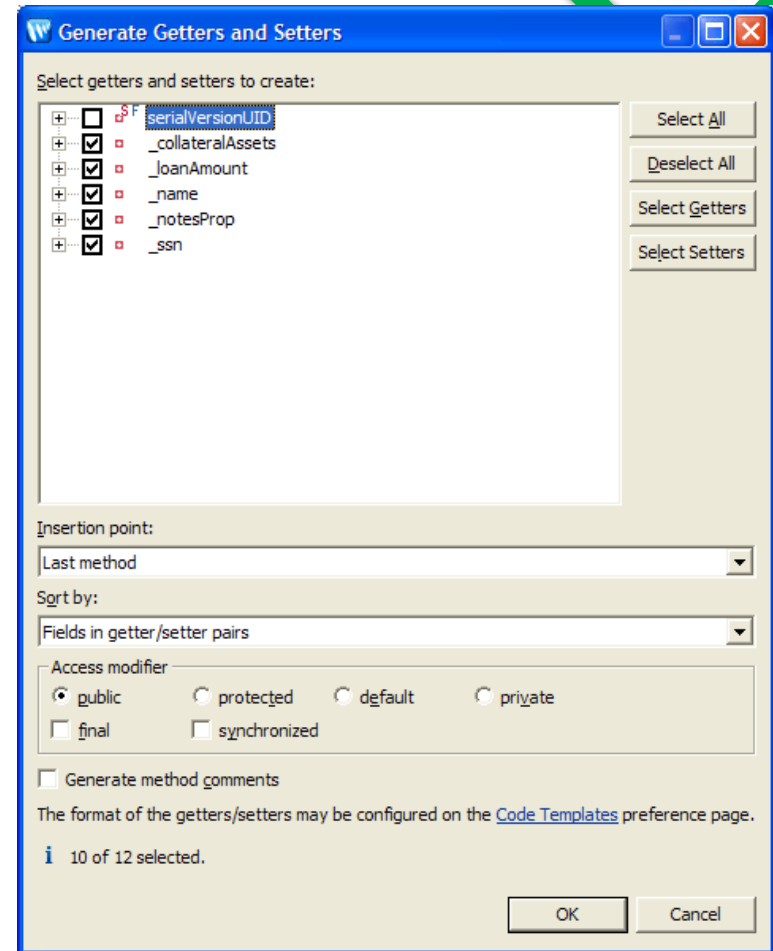 W Generate Getters and Setters
Select getters and setters to create:
S F serialVersionUID
_collateralAssets
_loanAmount
_name
_notesProp
_ssn
Select All
Deselect All
Select Getters
Select Setters
Insertion point:
Last method
Sort by:
Fields in getter/setter pairs
Access modifier
public protected default private
final synchronized
Generate method comments
The format of the getters/setters may be configured on the Code Templates preference page.
i 10 of 12 selected.
OK Cancel